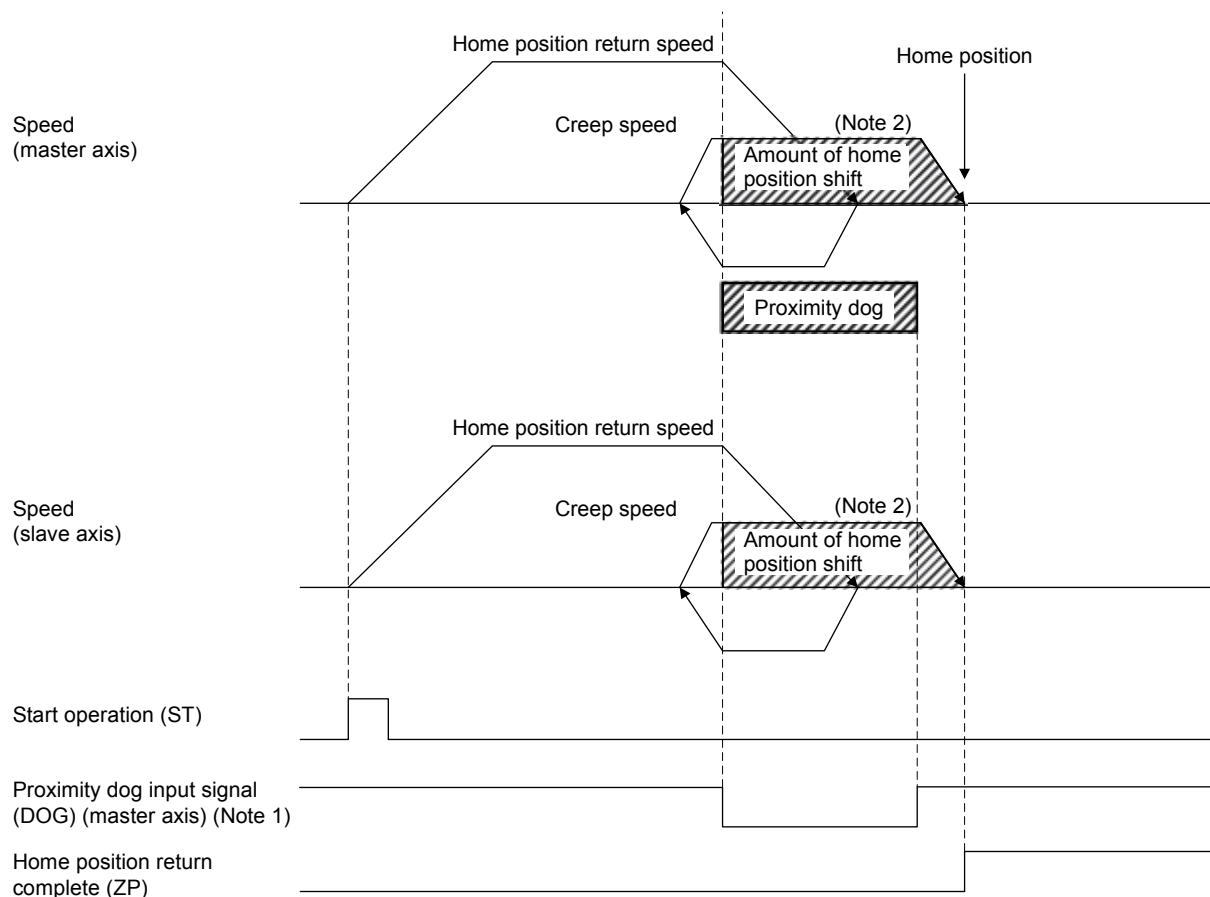 Home position return speed
Home position
Speed
(master axis)
Creep speed
(Note 2)
Amount of home
position shift
Proximity dog
Home position return speed
Speed
(slave axis)
Creep speed
(Note 2)
Amount of home
position shift
Start operation (ST)
Proximity dog input signal
(DOG) (master axis) (Note 1)
Home position return
complete (ZP)